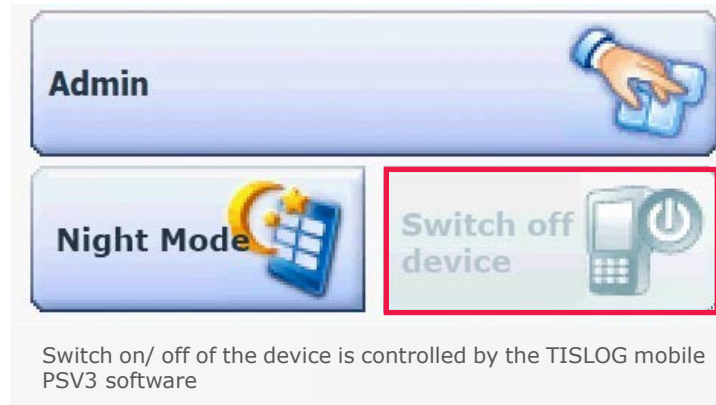 Admin
Night Mode
Switch off
device
Switch on/ off of the device is controlled by the TISLOG mobile
PSV3 software